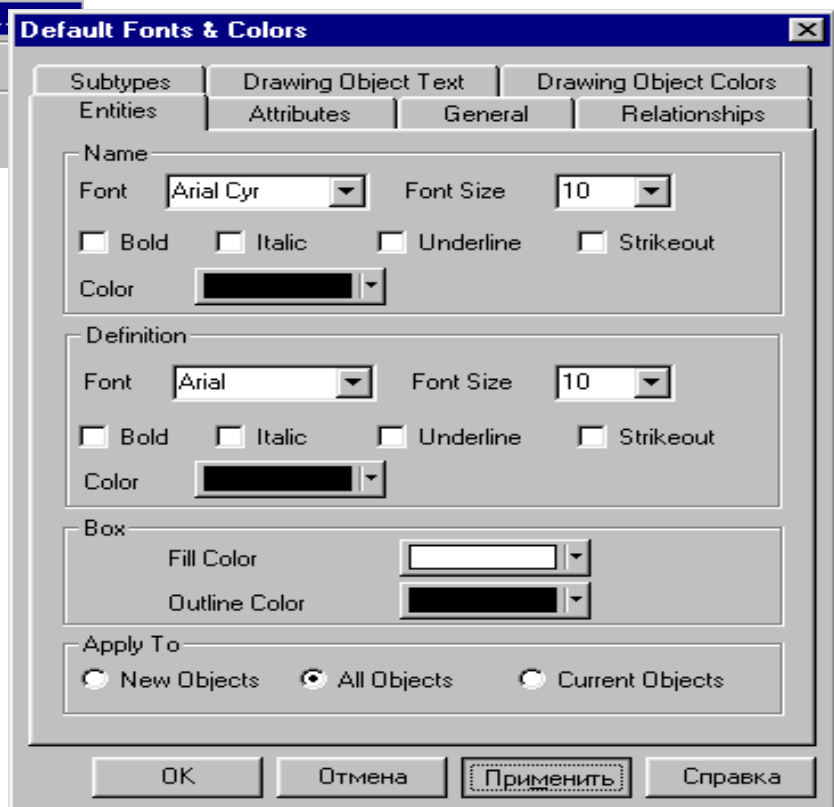 Default Fonts & Colors
Subtypes Drawing Object Text Drawing Object Colors
Entities Attributes General Relationships
Name
Font Arial Cyr Font Size 10
Bold Italic Underline Strikeout
Color
Definition
Font Arial Font Size 10
Bold Italic Underline Strikeout
Color
Box
Fill Color
Outline Color
Apply To
New Objects All Objects Current Objects
OK Отмена Применить Справка